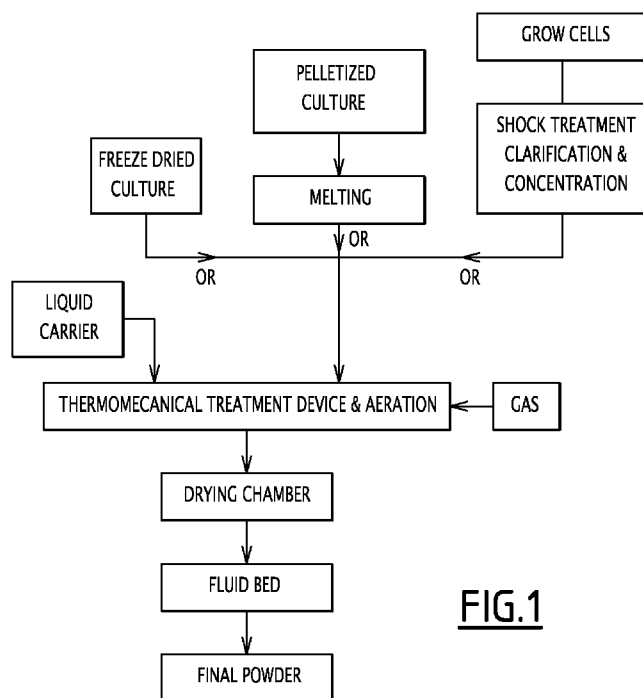 GROW CELLS
PELLETIZED
CULTURE
SHOCK TREATMENT
CLARIFICATION &
CONCENTRATION
FREEZE DRIED
CULTURE
MELTING
OR
OR
OR
LIQUID
CARRIER
THERMOMECANICAL TREATMENT DEVICE & AERATION
GAS
DRYING CHAMBER
FLUID BED
FINAL POWDER
FIG.1